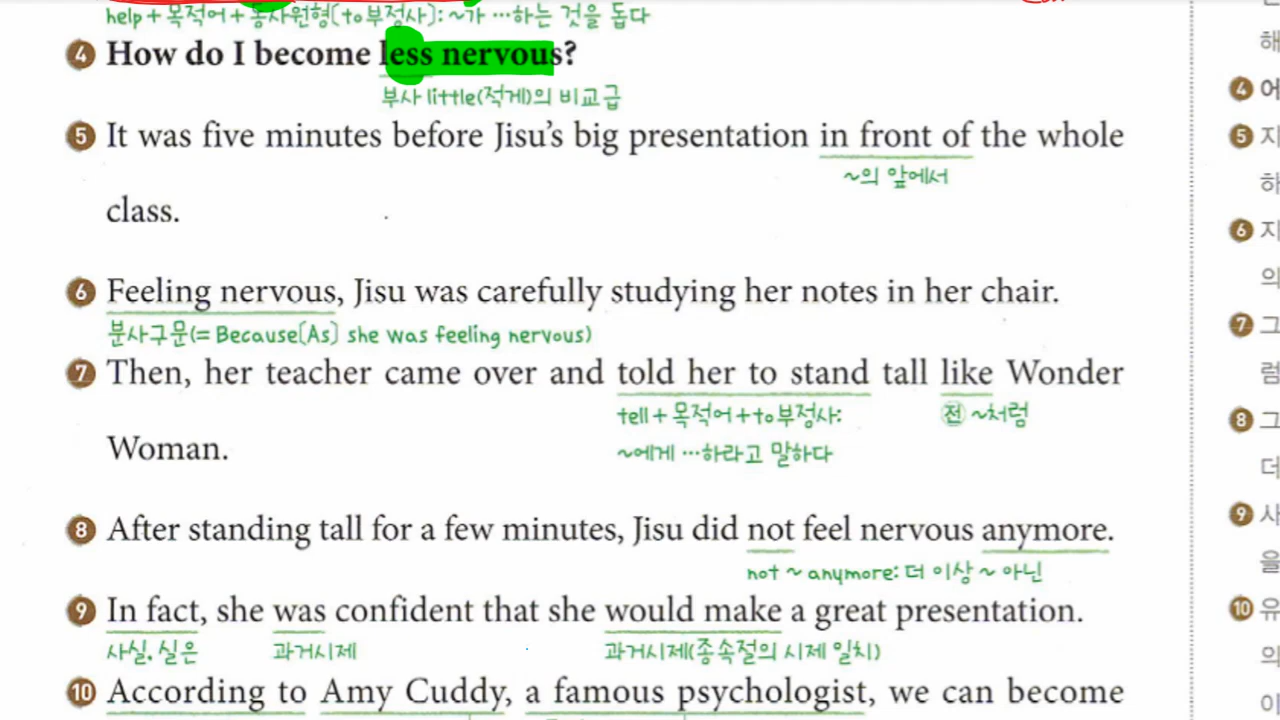 help + 목적어 + 동사원형[to부정사]: ~가 …하는 것을 돕다
④ How do I become less nervous?
부사 little(적게)의 비교급
⑤ It was five minutes before Jisu's big presentation in front of the whole
~의 앞에서
class.
⑥ Feeling nervous, Jisu was carefully studying her notes in her chair.
분사구문(= Because[As] she was feeling nervous)
⑦ Then, her teacher came over and told her to stand tall like Wonder
tell + 목적어 + to부정사: 전 ~처럼
Woman.
~에게 …하라고 말하다
⑧ After standing tall for a few minutes, Jisu did not feel nervous anymore.
not ~ anymore: 더 이상 ~ 아닌
⑨ In fact, she was confident that she would make a great presentation.
사실, 실은 과거시제 과거시제(종속절의 시제 일치)
⑩ According to Amy Cuddy, a famous psychologist, we can become
해
④ 어
⑤ 지
하
⑥ 지
의
⑦ 그
럼
⑧ 그
더
⑨ 사
을
⑩ 유
의
이